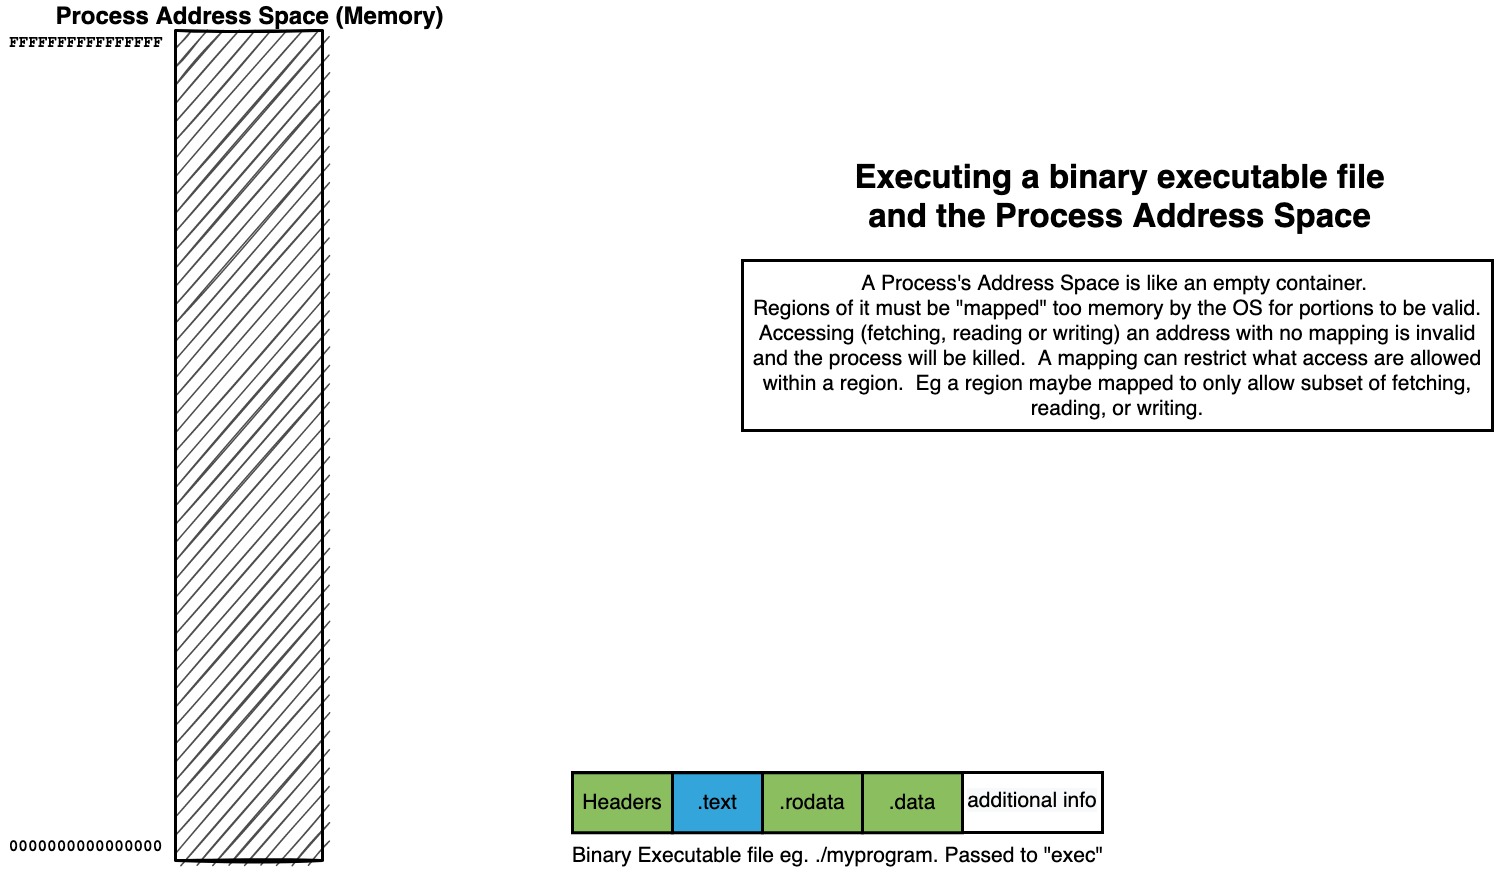 Process Address Space (Memory)
FFFFFFFFFFFFFFFF
Executing a binary executable file
and the Process Address Space
A Process's Address Space is like an empty container.
Regions of it must be "mapped" too memory by the OS for portions to be valid.
Accessing (fetching, reading or writing) an address with no mapping is invalid
and the process will be killed.  A mapping can restrict what access are allowed
within a region.  Eg a region maybe mapped to only allow subset of fetching,
reading, or writing.
Headers .text .rodata .data additional info
0000000000000000
Binary Executable file eg. ./myprogram. Passed to "exec"